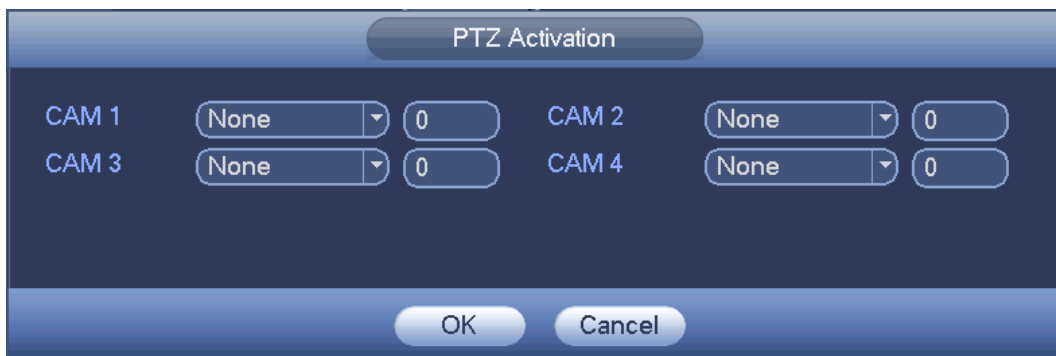 PTZ Activation
CAM 1 None 0 CAM 2 None 0
CAM 3 None 0 CAM 4 None 0
OK Cancel